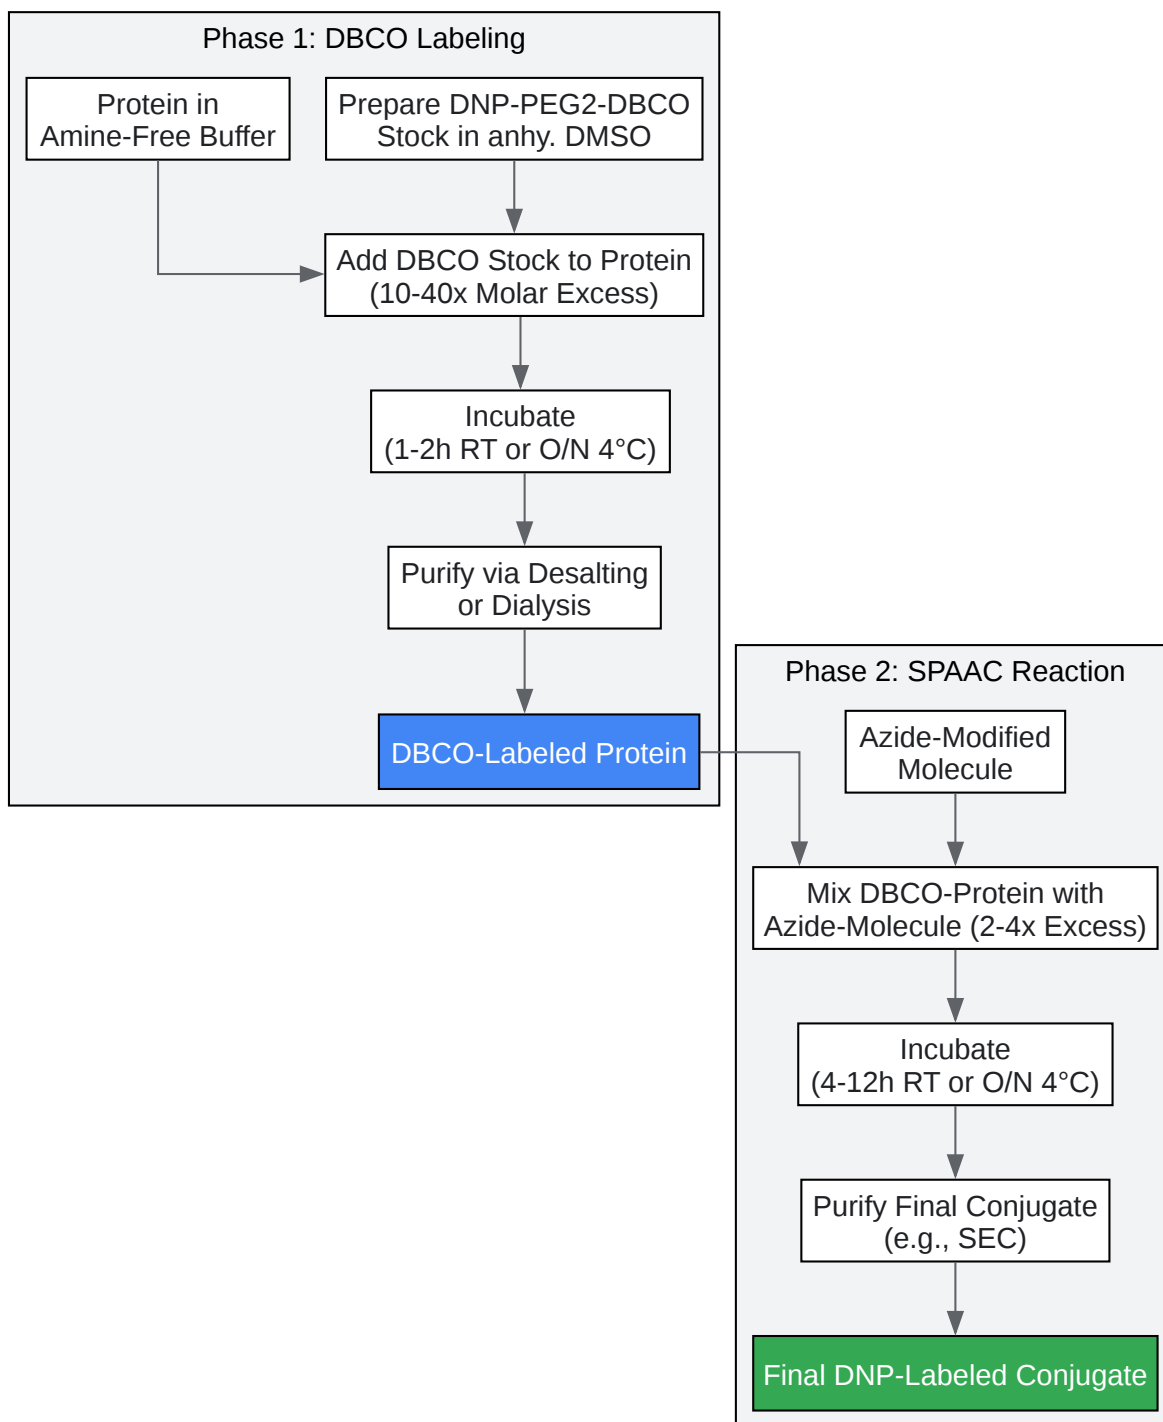 Phase 1: DBCO Labeling
Protein in
Amine-Free Buffer
Prepare DNP-PEG2-DBCO
Stock in anhy. DMSO
Add DBCO Stock to Protein
(10-40x Molar Excess)
Incubate
(1-2h RT or O/N 4°C)
Purify via Desalting
or Dialysis
DBCO-Labeled Protein
Phase 2: SPAAC Reaction
Azide-Modified
Molecule
Mix DBCO-Protein with
Azide-Molecule (2-4x Excess)
Incubate
(4-12h RT or O/N 4°C)
Purify Final Conjugate
(e.g., SEC)
Final DNP-Labeled Conjugate